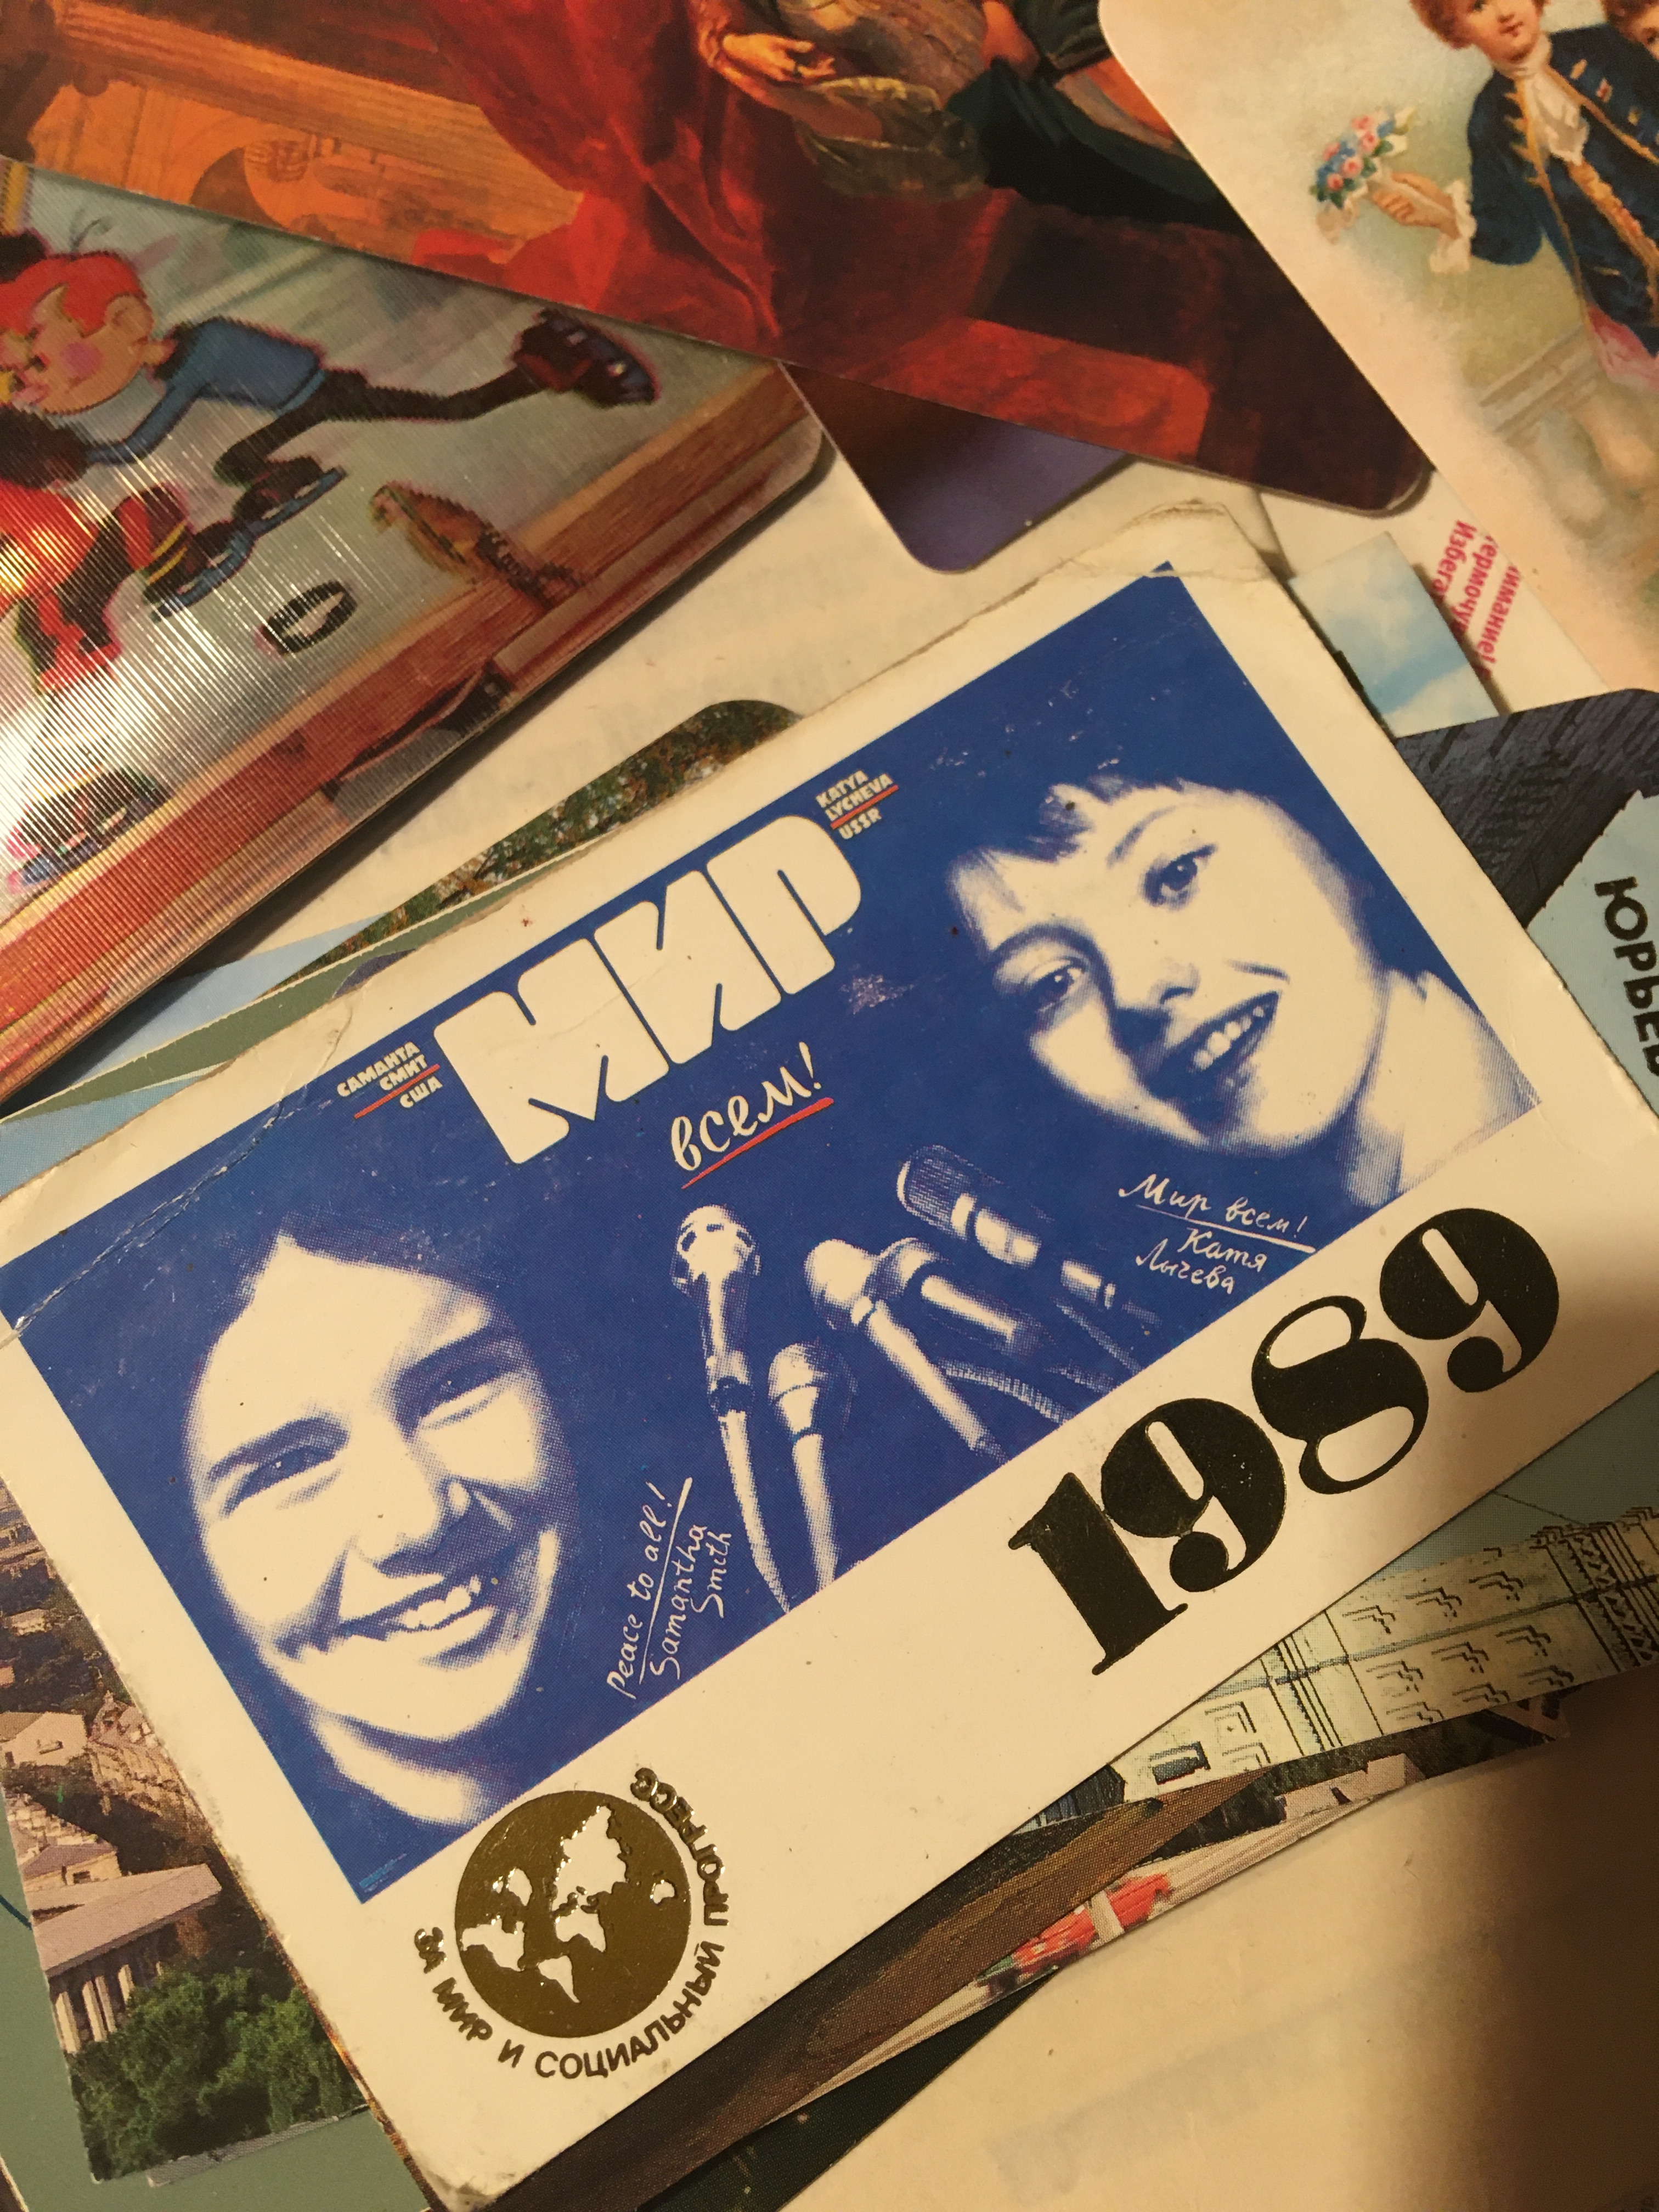 САМАНТА
СМИТ
США
МИР
всем!
KATYA
LYCHEVA
USSR
Мир всем!
Катя
Лычева
Peace to all!
Samantha
Smith
1989
ЗА МИР И СОЦИАЛЬНЫЙ ПРОГРЕСС
ЮРЬЕВ